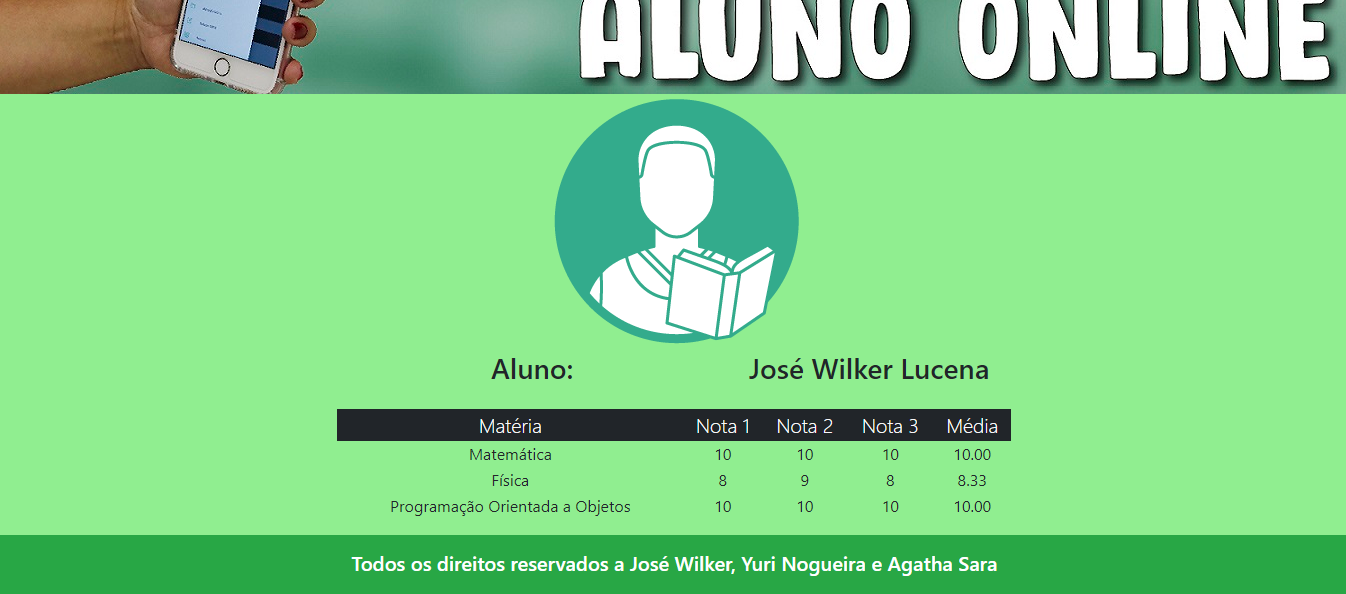 ALUNO ONLINE
Aluno: José Wilker Lucena
Matéria Nota 1 Nota 2 Nota 3 Média
Matemática 10 10 10 10.00
Física 8 9 8 8.33
Programação Orientada a Objetos 10 10 10 10.00
Todos os direitos reservados a José Wilker, Yuri Nogueira e Agatha Sara